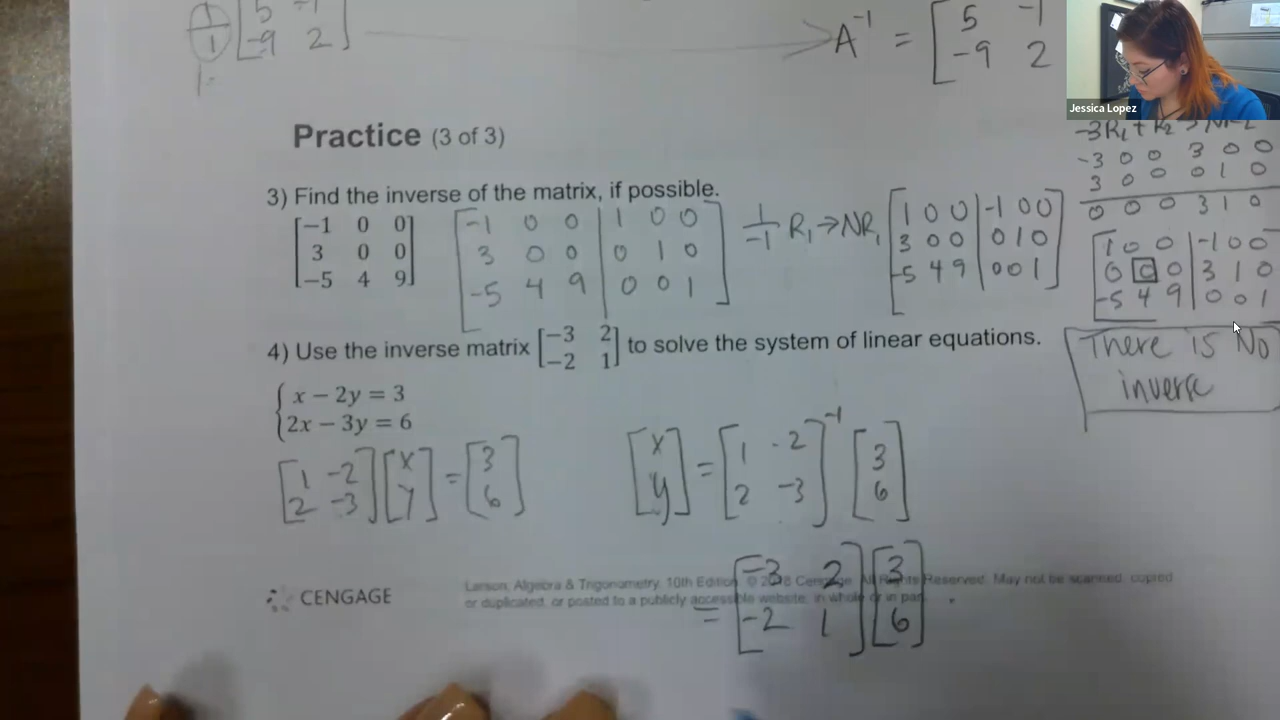 [5 -1
-9 2]
A⁻¹ = [5 -1
-9 2
Jessica Lopez
Practice (3 of 3)
3) Find the inverse of the matrix, if possible.
[-1 0 0
3 0 0
-5 4 9]
[-1 0 0 | 1 0 0
3 0 0 | 0 1 0
-5 4 9 | 0 0 1]
1/-1 R₁ → NR₁
[1 0 0 | -1 0 0
3 0 0 | 0 1 0
-5 4 9 | 0 0 1]
-3R₁ + R₂ → NR2
-3 0 0 3 0 0
3 0 0 0 1 0
0 0 0 3 1 0
[1 0 0 | -1 0 0
0 0 0 | 3 1 0
-5 4 9 | 0 0 1
There is No
inverse
4) Use the inverse matrix [-3 2
-2 1] to solve the system of linear equations.
{x − 2y = 3
2x − 3y = 6
[1 -2
2 -3] [x
y] = [3
6]
[x
y] = [1 -2
2 -3]⁻¹ [3
6]
= [-3 2
-2 1] [3
6]
CENGAGE
Larson, Algebra & Trigonometry, 10th Edition. © 2018 Cengage. All Rights Reserved. May not be scanned, copied
or duplicated, or posted to a publicly accessible website, in whole or in part.